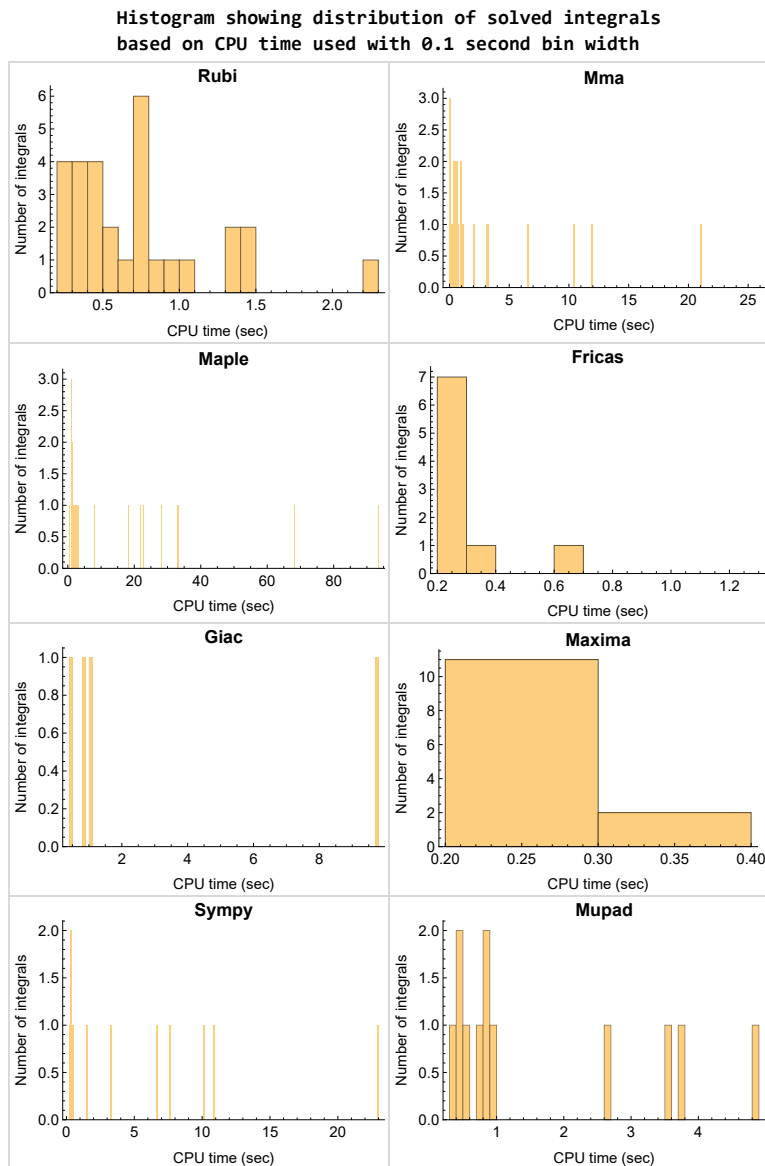 Histogram showing distribution of solved integrals
based on CPU time used with 0.1 second bin width
Rubi
Number of integrals
0
1
2
3
4
5
6
0.5 1.0 1.5 2.0
CPU time (sec)
Mma
Number of integrals
0.0
0.5
1.0
1.5
2.0
2.5
3.0
0 5 10 15 20 25
CPU time (sec)
Maple
Number of integrals
0.0
0.5
1.0
1.5
2.0
2.5
3.0
0 20 40 60 80
CPU time (sec)
Fricas
Number of integrals
0
1
2
3
4
5
6
7
0.2 0.4 0.6 0.8 1.0 1.2
CPU time (sec)
Giac
Number of integrals
0.0
0.2
0.4
0.6
0.8
1.0
2 4 6 8
CPU time (sec)
Maxima
Number of integrals
0
2
4
6
8
10
0.20 0.25 0.30 0.35 0.40
CPU time (sec)
Sympy
Number of integrals
0.0
0.5
1.0
1.5
2.0
0 5 10 15 20
CPU time (sec)
Mupad
Number of integrals
0.0
0.5
1.0
1.5
2.0
1 2 3 4
CPU time (sec)